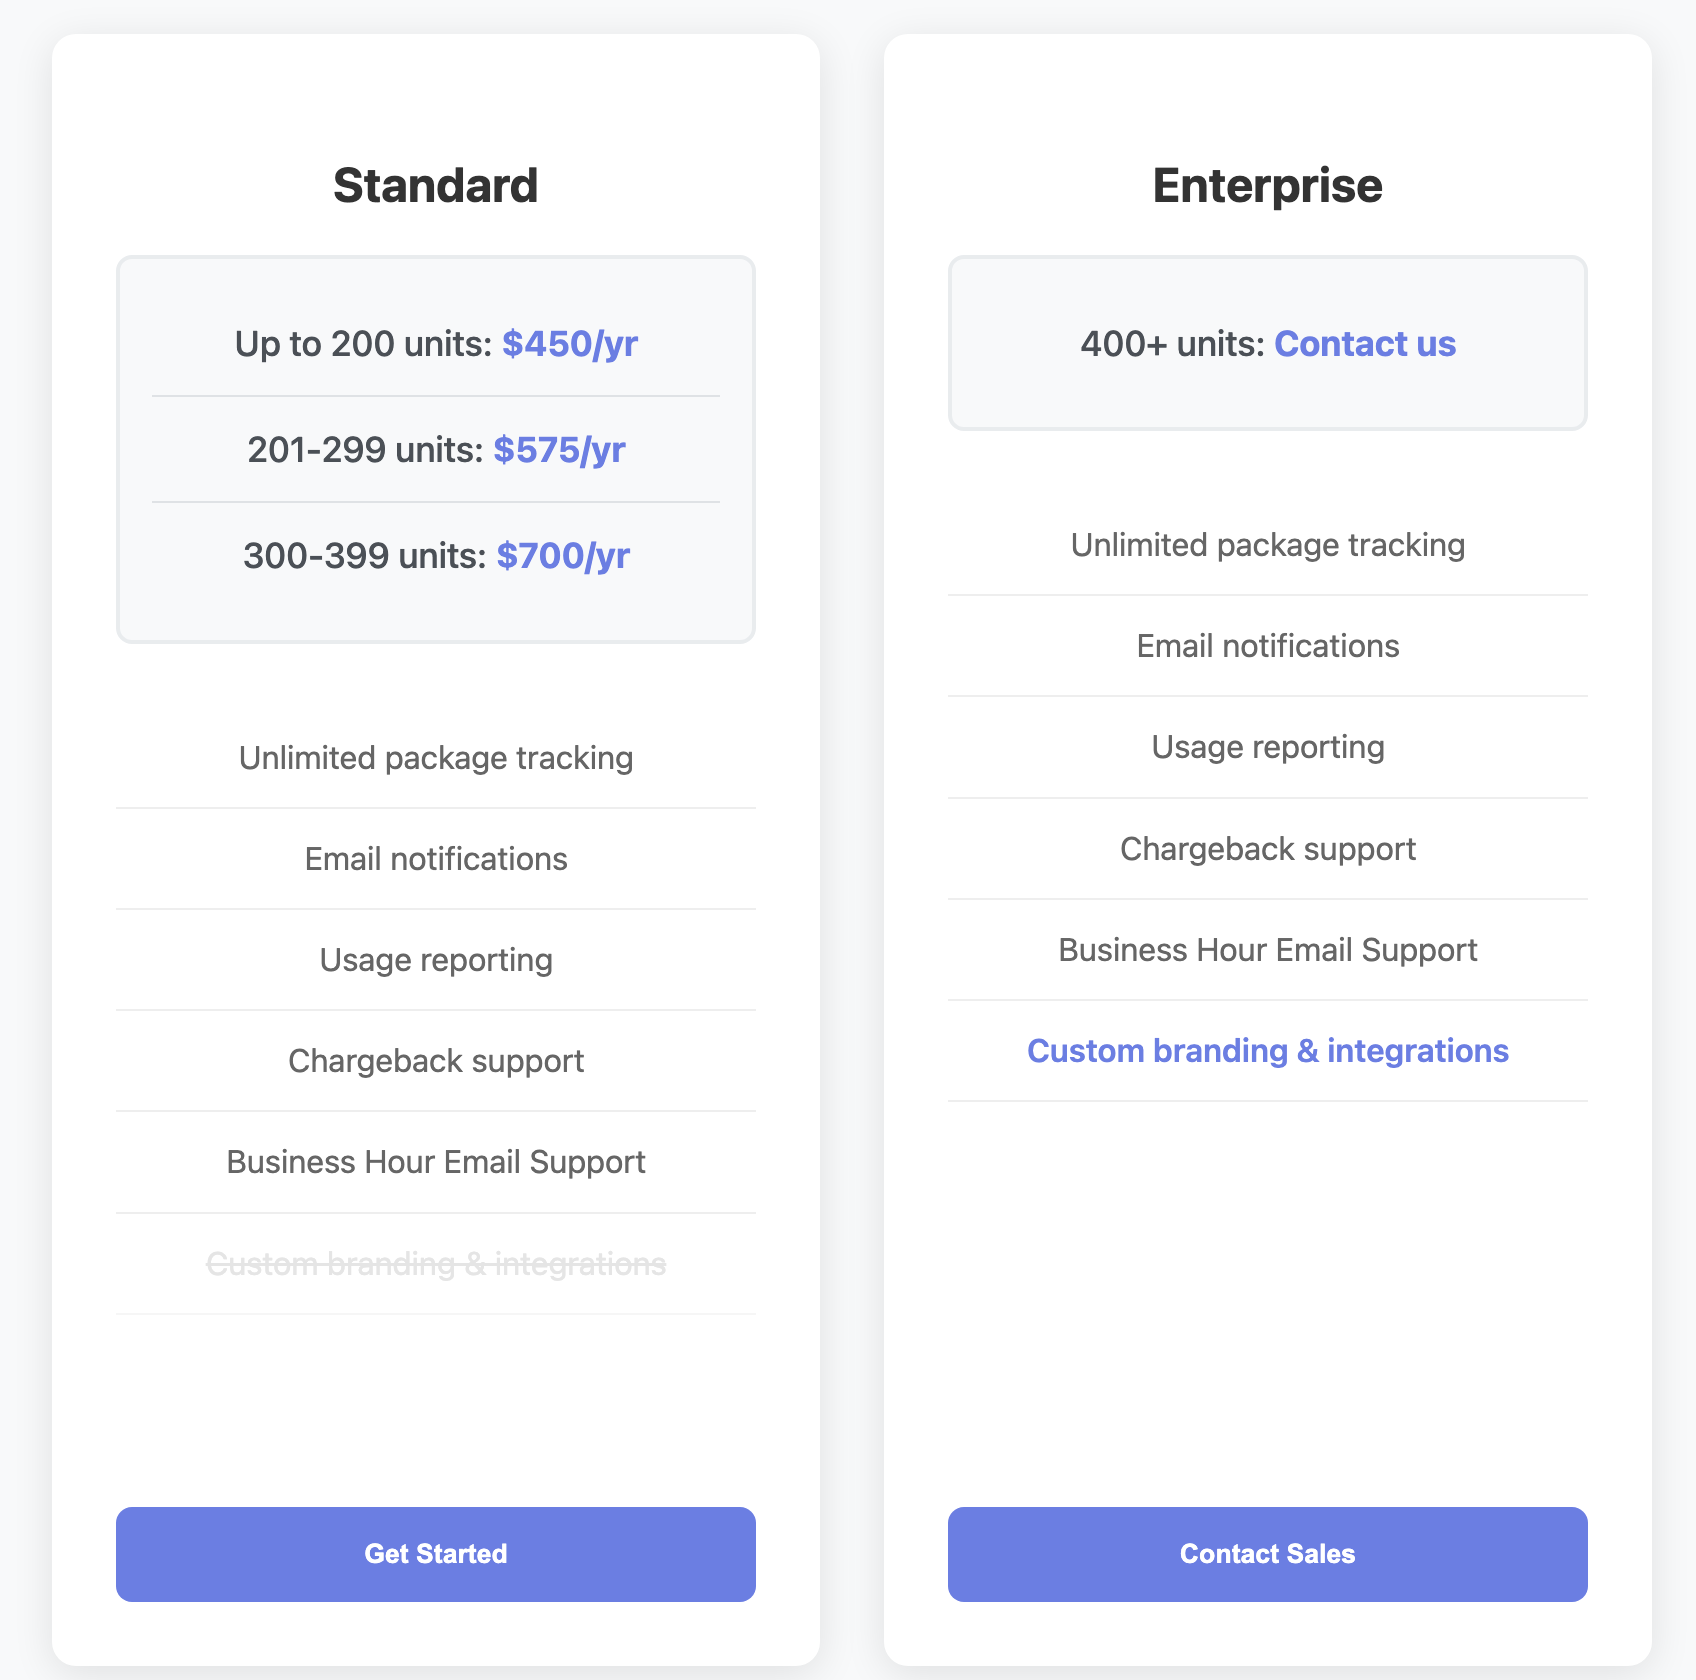 Standard
Up to 200 units: $450/yr
201-299 units: $575/yr
300-399 units: $700/yr
Unlimited package tracking
Email notifications
Usage reporting
Chargeback support
Business Hour Email Support
Custom branding & integrations
Get Started
Enterprise
400+ units: Contact us
Unlimited package tracking
Email notifications
Usage reporting
Chargeback support
Business Hour Email Support
Custom branding & integrations
Contact Sales